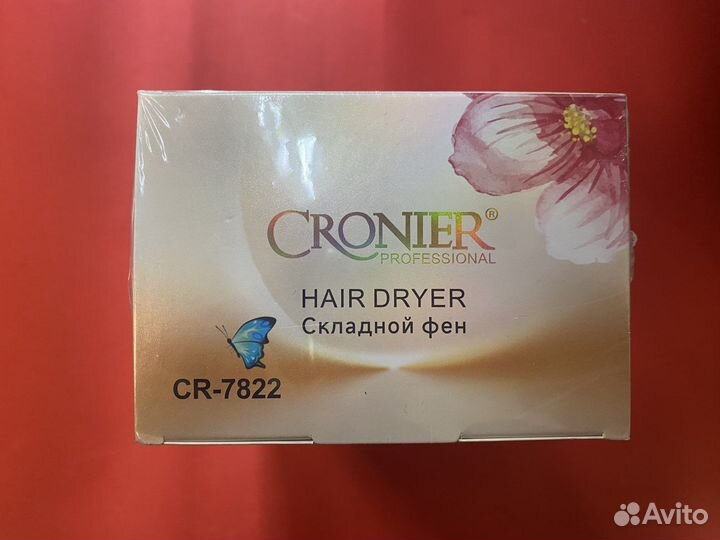 CRONIER®
PROFESSIONAL
HAIR DRYER
Складной фен
CR-7822
Avito